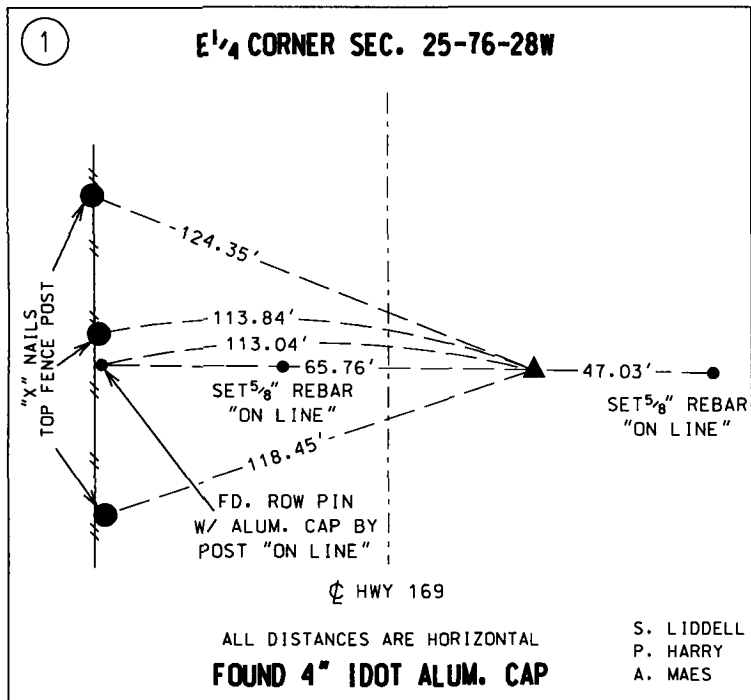 1
E1/4 CORNER SEC. 25-76-28W
124.35'
"X" NAILS
TOP FENCE POST
113.84'
113.04'
65.76'
47.03'
SET 5/8" REBAR
"ON LINE"
SET 5/8" REBAR
"ON LINE"
118.45'
FD. ROW PIN
W/ ALUM. CAP BY
POST "ON LINE"
℄ HWY 169
ALL DISTANCES ARE HORIZONTAL
FOUND 4" IDOT ALUM. CAP
S. LIDDELL
P. HARRY
A. MAES